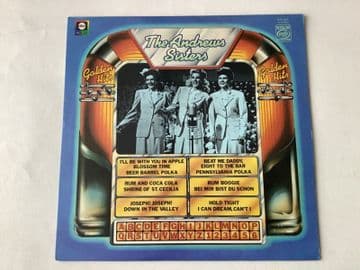 The Andrews
Sisters
Golden
Hits
Golden
Hits
I'LL BE WITH YOU IN APPLE
BLOSSOM TIME
BEER BARREL POLKA
BEAT ME DADDY,
EIGHT TO THE BAR
PENNSYLVANIA POLKA
RUM AND COCA COLA
SHRINE OF ST. CECILIA
RUM BOOGIE
BEI MIR BIST DU SCHON
JOSEPH! JOSEPH!
DOWN IN THE VALLEY
HOLD TIGHT
I CAN DREAM, CAN'T I